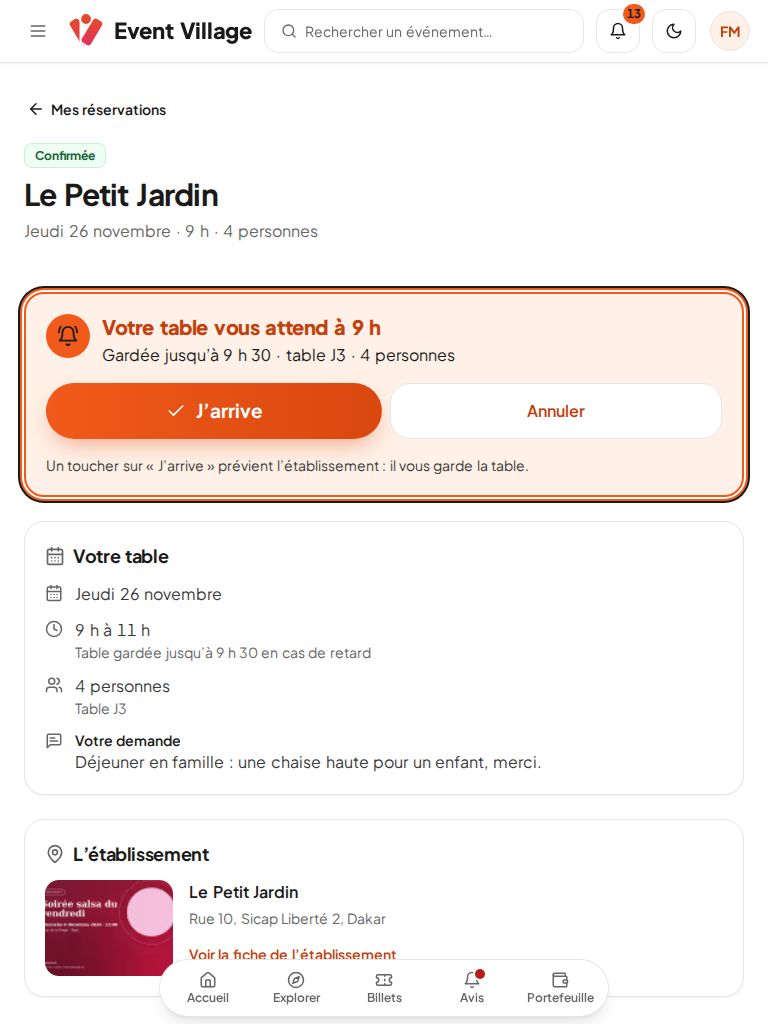 Event Village
Rechercher un événement…
13
FM
Mes réservations
Confirmée
Le Petit Jardin
Jeudi 26 novembre · 9 h · 4 personnes
Votre table vous attend à 9 h
Gardée jusqu’à 9 h 30 · table J3 · 4 personnes
J’arrive
Annuler
Un toucher sur « J’arrive » prévient l’établissement : il vous garde la table.
Votre table
Jeudi 26 novembre
9 h à 11 h
Table gardée jusqu’à 9 h 30 en cas de retard
4 personnes
Table J3
Votre demande
Déjeuner en famille : une chaise haute pour un enfant, merci.
L’établissement
Soirée salsa du
vendredi
Le Petit Jardin
Rue 10, Sicap Liberté 2, Dakar
Voir la fiche de l’établissement
Accueil
Explorer
Billets
Avis
Portefeuille